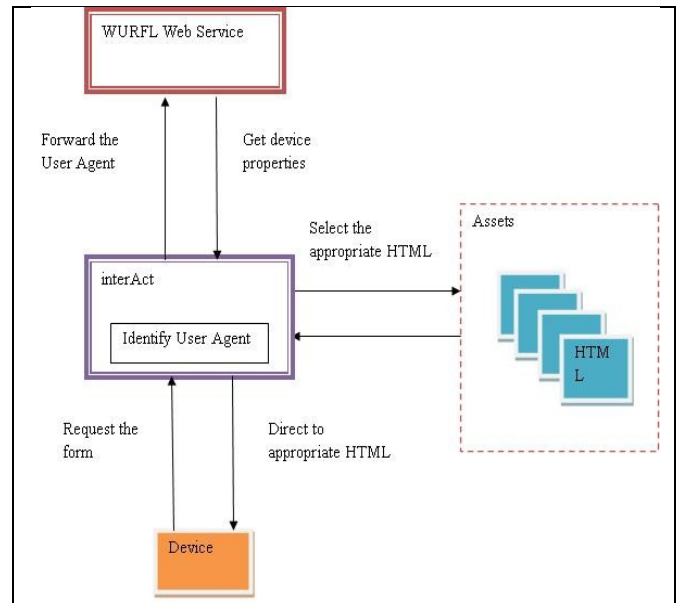 WURFL Web Service
Forward the
User Agent
Get device
properties
Select the
appropriate HTML
Assets
interAct
Identify User Agent
HTM
L
Request the
form
Direct to
appropriate HTML
Device